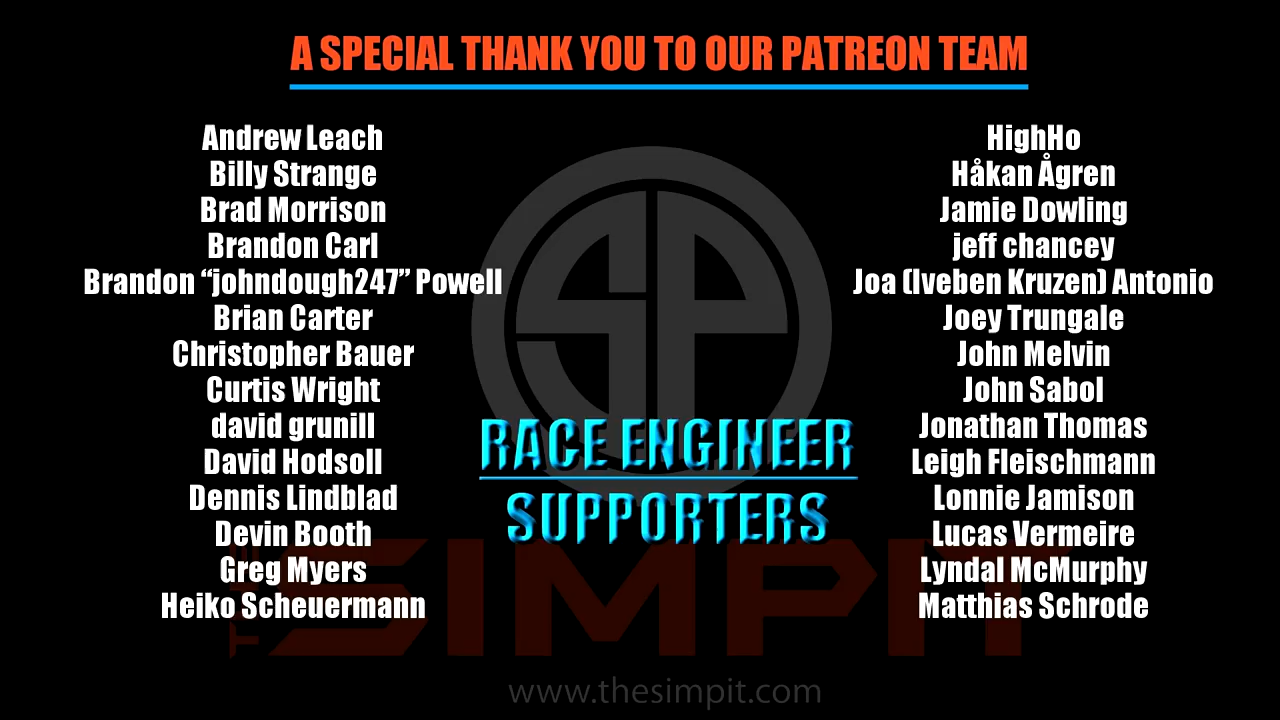 A SPECIAL THANK YOU TO OUR PATREON TEAM
Andrew Leach
Billy Strange
Brad Morrison
Brandon Carl
Brandon “johndough247” Powell
Brian Carter
Christopher Bauer
Curtis Wright
david grunill
David Hodsoll
Dennis Lindblad
Devin Booth
Greg Myers
Heiko Scheuermann
SP
RACE ENGINEER
SUPPORTERS
HighHo
Håkan Ågren
Jamie Dowling
jeff chancey
Joa (Iveben Kruzen) Antonio
Joey Trungale
John Melvin
John Sabol
Jonathan Thomas
Leigh Fleischmann
Lonnie Jamison
Lucas Vermeire
Lyndal McMurphy
Matthias Schrode
THE SIMPIT
www.thesimpit.com